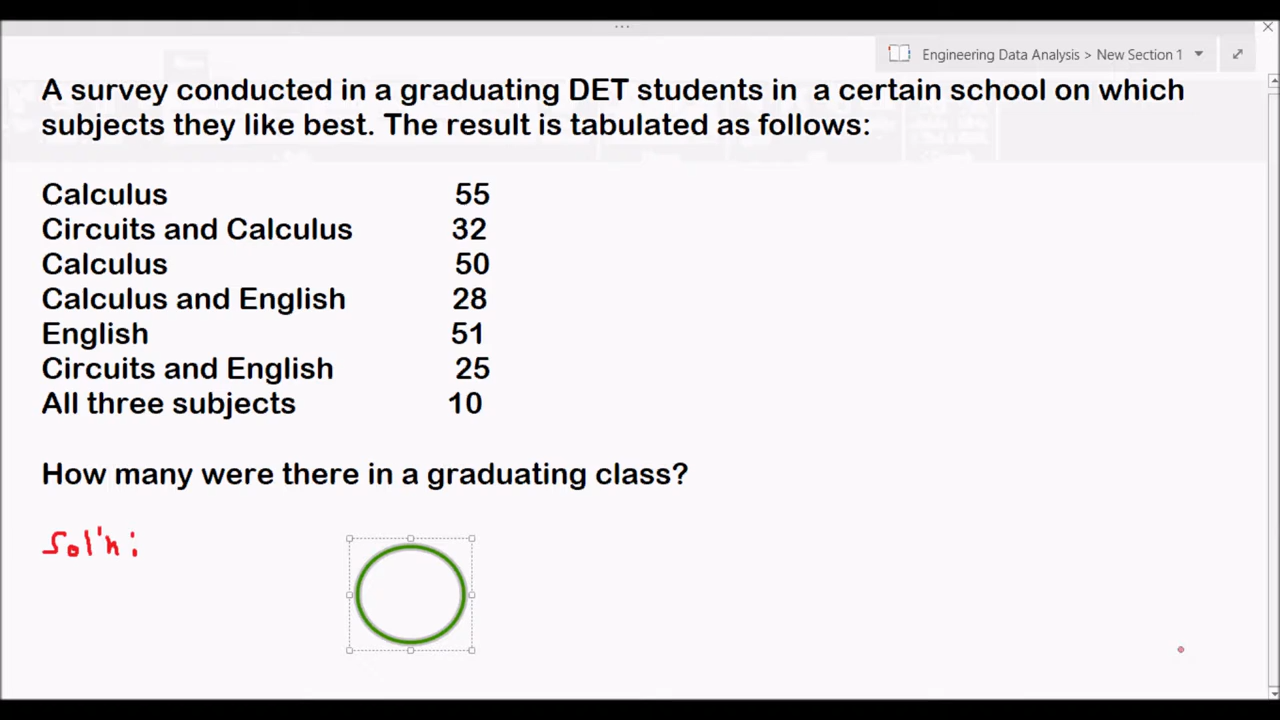 Engineering Data Analysis > New Section 1
A survey conducted in a graduating DET students in a certain school on which
subjects they like best. The result is tabulated as follows:
Calculus 55
Circuits and Calculus 32
Calculus 50
Calculus and English 28
English 51
Circuits and English 25
All three subjects 10
How many were there in a graduating class?
Sol'n: